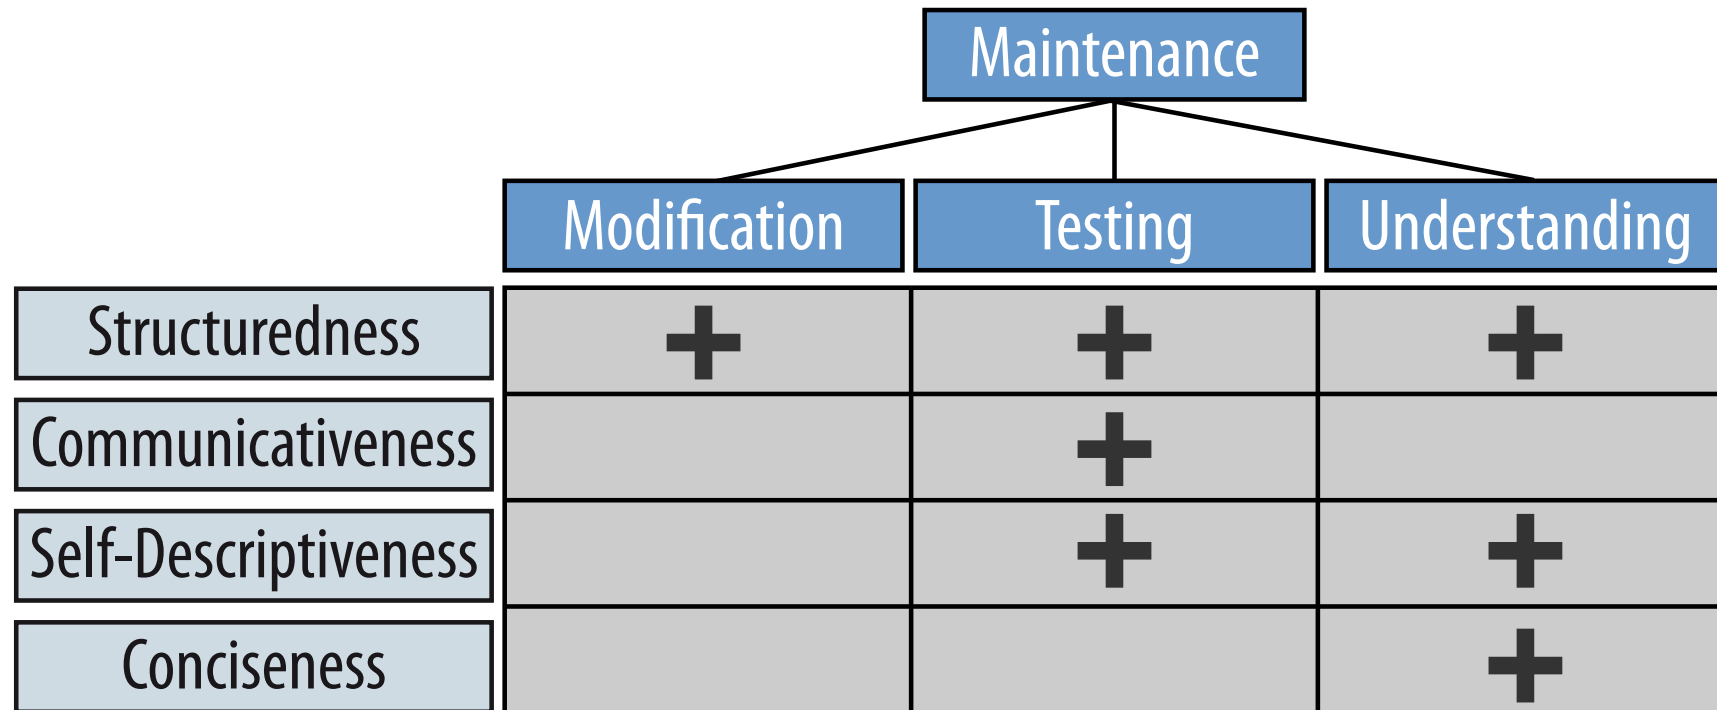 Maintenance
Modification Testing Understanding
Structuredness + + +
Communicativeness +
Self-Descriptiveness + +
Conciseness +